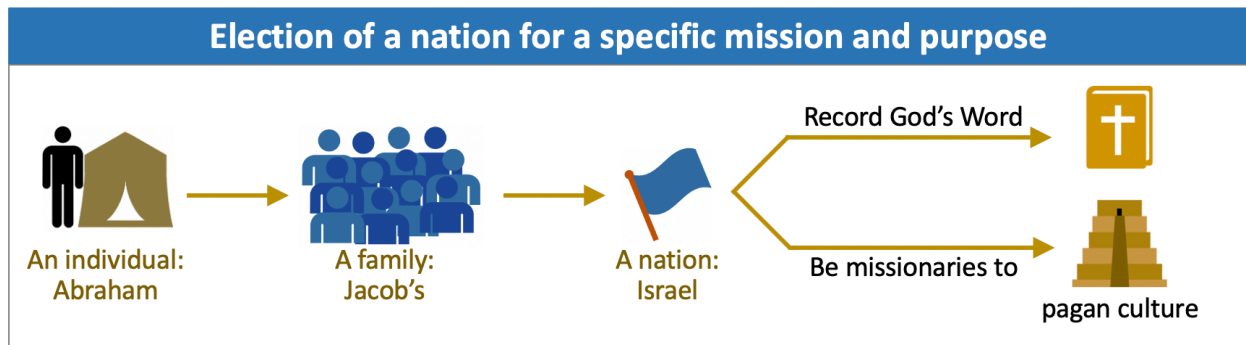 Election of a nation for a specific mission and purpose
An individual:
Abraham
A family:
Jacob’s
A nation:
Israel
Record God’s Word
Be missionaries to
pagan culture